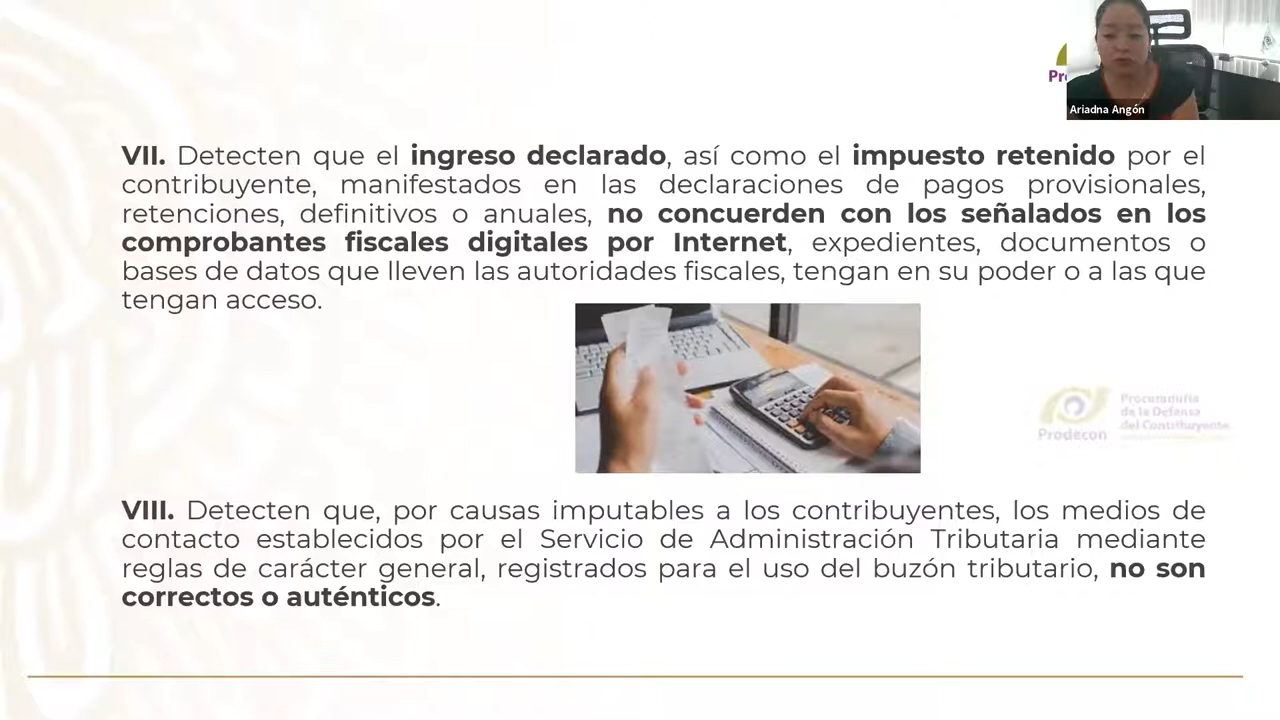 Pro
Ariadna Angón
VII. Detecten que el ingreso declarado, así como el impuesto retenido por el
contribuyente, manifestados en las declaraciones de pagos provisionales,
retenciones, definitivos o anuales, no concuerden con los señalados en los
comprobantes fiscales digitales por Internet, expedientes, documentos o
bases de datos que lleven las autoridades fiscales, tengan en su poder o a las que
tengan acceso.
Prodecon
Procuraduría
de la Defensa
del Contribuyente
VIII. Detecten que, por causas imputables a los contribuyentes, los medios de
contacto establecidos por el Servicio de Administración Tributaria mediante
reglas de carácter general, registrados para el uso del buzón tributario, no son
correctos o auténticos.